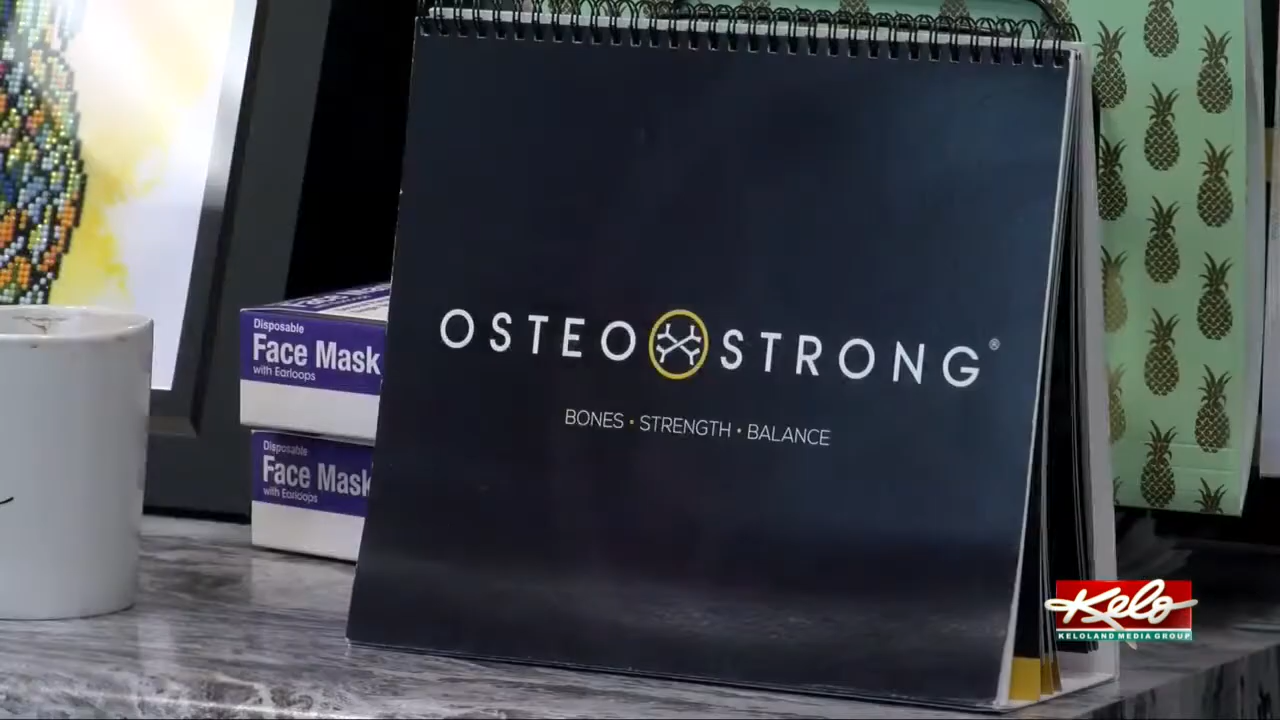 OSTEO STRONG®
BONES • STRENGTH • BALANCE
Disposable
Face Mask
with Earloops
Disposable
Face Mask
with Earloops
Kelo
KELOLAND MEDIA GROUP